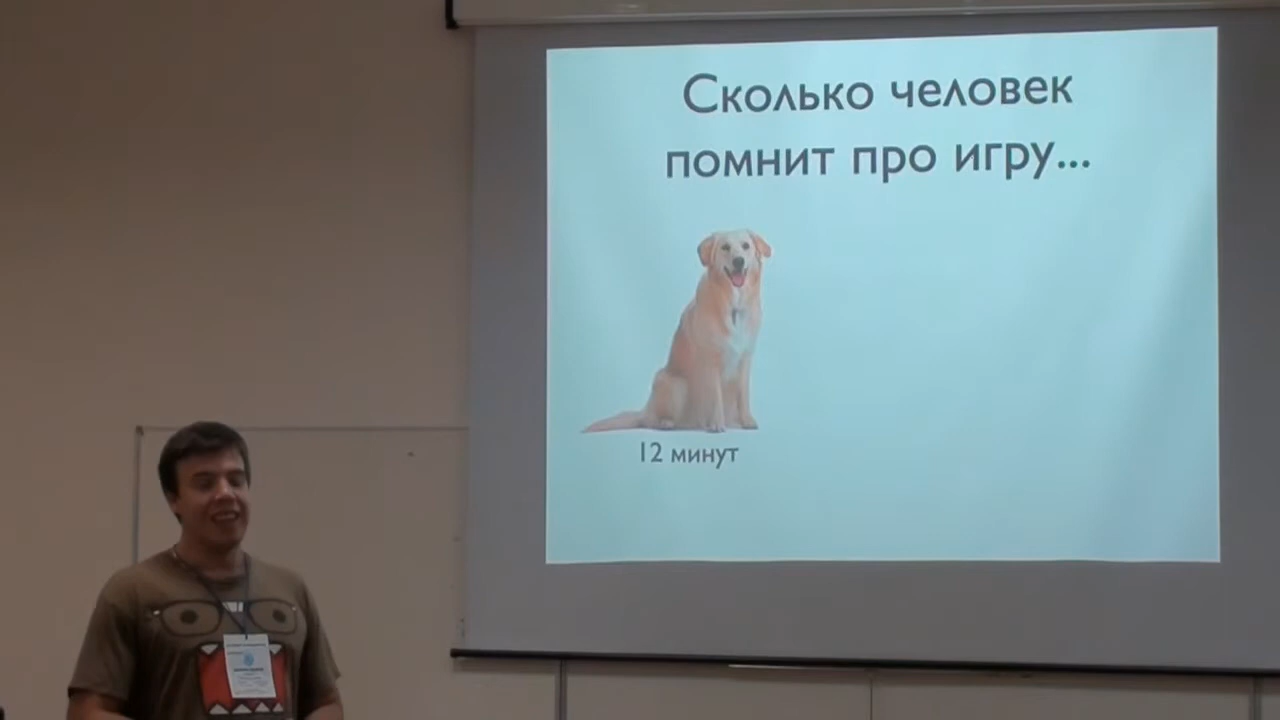 Сколько человек
помнит про игру...
12 минут